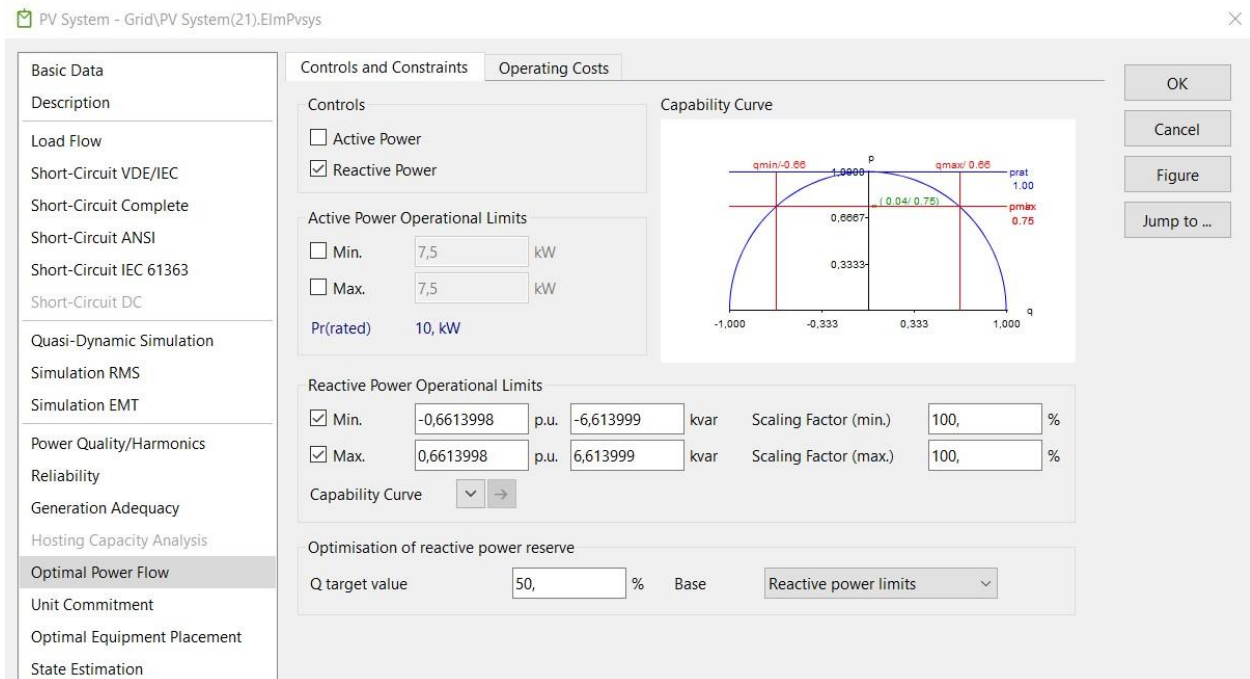 PV System - Grid\PV System(21).ElmPvsys
Basic Data
Description
Load Flow
Short-Circuit VDE/IEC
Short-Circuit Complete
Short-Circuit ANSI
Short-Circuit IEC 61363
Short-Circuit DC
Quasi-Dynamic Simulation
Simulation RMS
Simulation EMT
Power Quality/Harmonics
Reliability
Generation Adequacy
Hosting Capacity Analysis
Optimal Power Flow
Unit Commitment
Optimal Equipment Placement
State Estimation
Controls and Constraints Operating Costs
Controls
Active Power
Reactive Power
Active Power Operational Limits
Min. 7,5 kW
Max. 7,5 kW
Pr(rated) 10, kW
Capability Curve
p
qmin/-0.66 qmax/ 0.66
1,0000 prat
1.00
( 0.04/ 0.75) pmax
0,6667 0.75
0,3333
q
-1,000 -0,333 0,333 1,000
Reactive Power Operational Limits
Min. -0,6613998 p.u. -6,613999 kvar Scaling Factor (min.) 100, %
Max. 0,6613998 p.u. 6,613999 kvar Scaling Factor (max.) 100, %
Capability Curve
Optimisation of reactive power reserve
Q target value 50, % Base Reactive power limits
OK
Cancel
Figure
Jump to ...